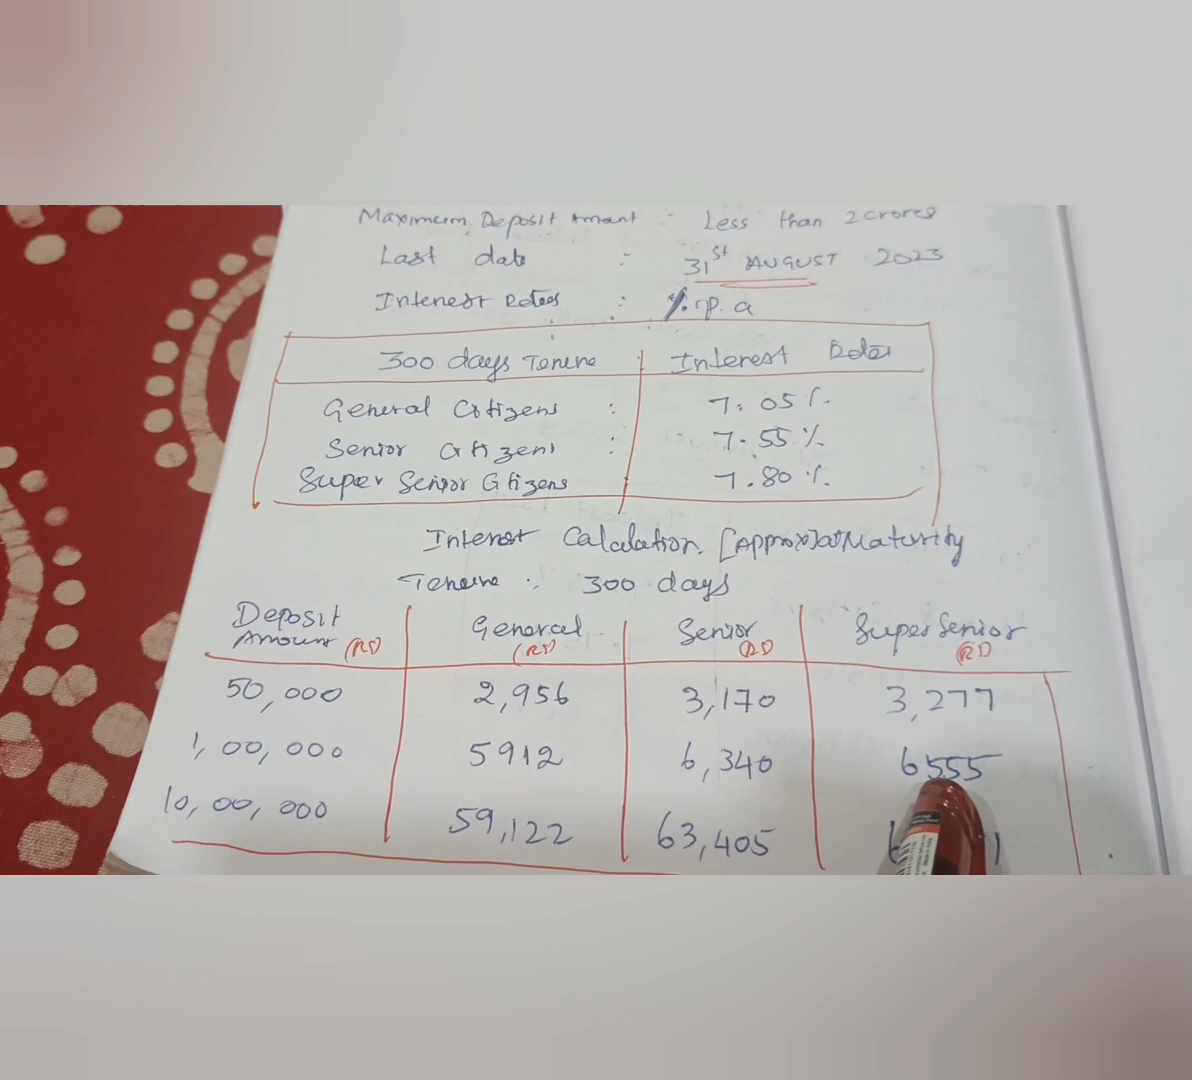 Maximum Deposit Amount :- Less than 2 crores
Last date : 31st AUGUST 2023
Interest Rates : % p.a
300 days Tenure Interest Rates
General Citizens : 7.05%
Senior Citizens : 7.55%
Super Senior Citizens 7.80%
Interest Calculation [Approx] at Maturity
Tenure : 300 days
Deposit Amount (Rs) General (Rs) Senior (Rs) Super Senior (Rs)
50,000 2,956 3,170 3,277
1,00,000 5912 6,340 6555
10,00,000 59,122 63,405